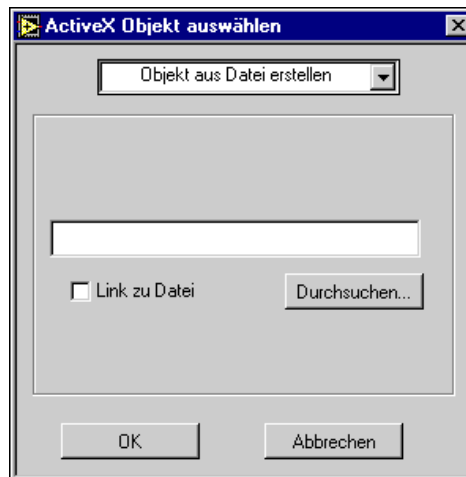 ActiveX Objekt auswählen
Objekt aus Datei erstellen
Link zu Datei
Durchsuchen...
OK
Abbrechen